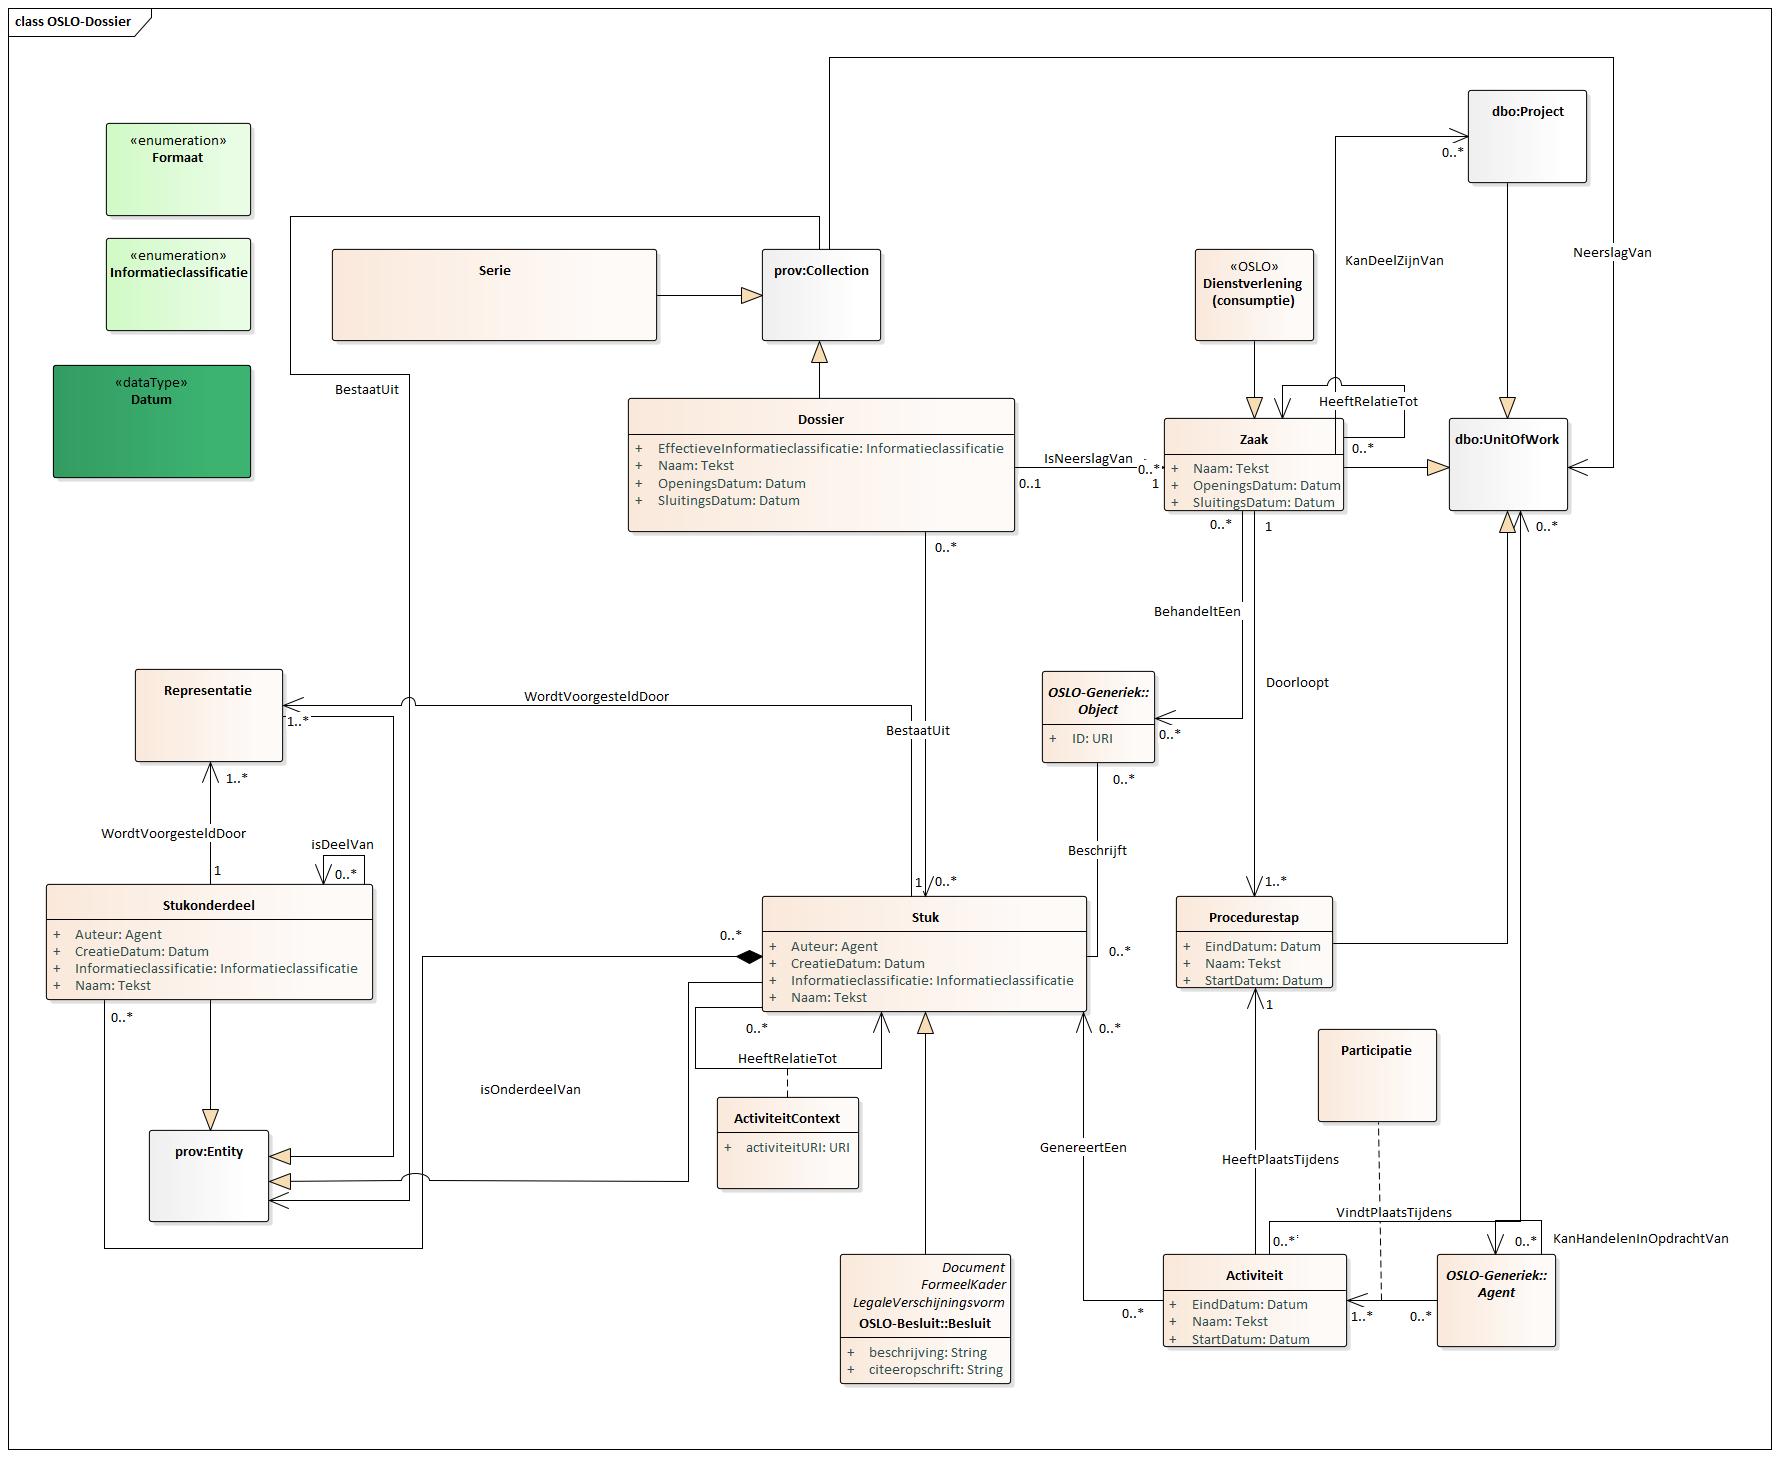 class OSLO-Dossier
«enumeration»
Formaat
«enumeration»
Informatieclassificatie
«dataType»
Datum
Serie
prov:Collection
«OSLO»
Dienstverlening
(consumptie)
dbo:Project
0..*
KanDeelZijnVan
NeerslagVan
BestaatUit
HeeftRelatieTot
0..*
Dossier
+ EffectieveInformatieclassificatie: Informatieclassificatie
+ Naam: Tekst
+ OpeningsDatum: Datum
+ SluitingsDatum: Datum
IsNeerslagVan
0..1
0..*
1
Zaak
+ Naam: Tekst
+ OpeningsDatum: Datum
+ SluitingsDatum: Datum
dbo:UnitOfWork
0..*
1
0..*
0..*
BehandeltEen
Doorloopt
Representatie
1..*
1..*
WordtVoorgesteldDoor
BestaatUit
OSLO-Generiek::
Object
+ ID: URI
0..*
0..*
WordtVoorgesteldDoor
1
isDeelVan
0..*
Beschrijft
1
0..*
1..*
Stukonderdeel
+ Auteur: Agent
+ CreatieDatum: Datum
+ Informatieclassificatie: Informatieclassificatie
+ Naam: Tekst
0..*
0..*
Stuk
+ Auteur: Agent
+ CreatieDatum: Datum
+ Informatieclassificatie: Informatieclassificatie
+ Naam: Tekst
0..*
Procedurestap
+ EindDatum: Datum
+ Naam: Tekst
+ StartDatum: Datum
1
0..*
HeeftRelatieTot
0..*
isOnderdeelVan
ActiviteitContext
+ activiteitURI: URI
Participatie
prov:Entity
GenereertEen
HeeftPlaatsTijdens
VindtPlaatsTijdens
0..*
0..*
KanHandelenInOpdrachtVan
Document
FormeelKader
LegaleVerschijningsvorm
OSLO-Besluit::Besluit
+ beschrijving: String
+ citeeropschrift: String
0..*
Activiteit
+ EindDatum: Datum
+ Naam: Tekst
+ StartDatum: Datum
1..*
0..*
OSLO-Generiek::
Agent